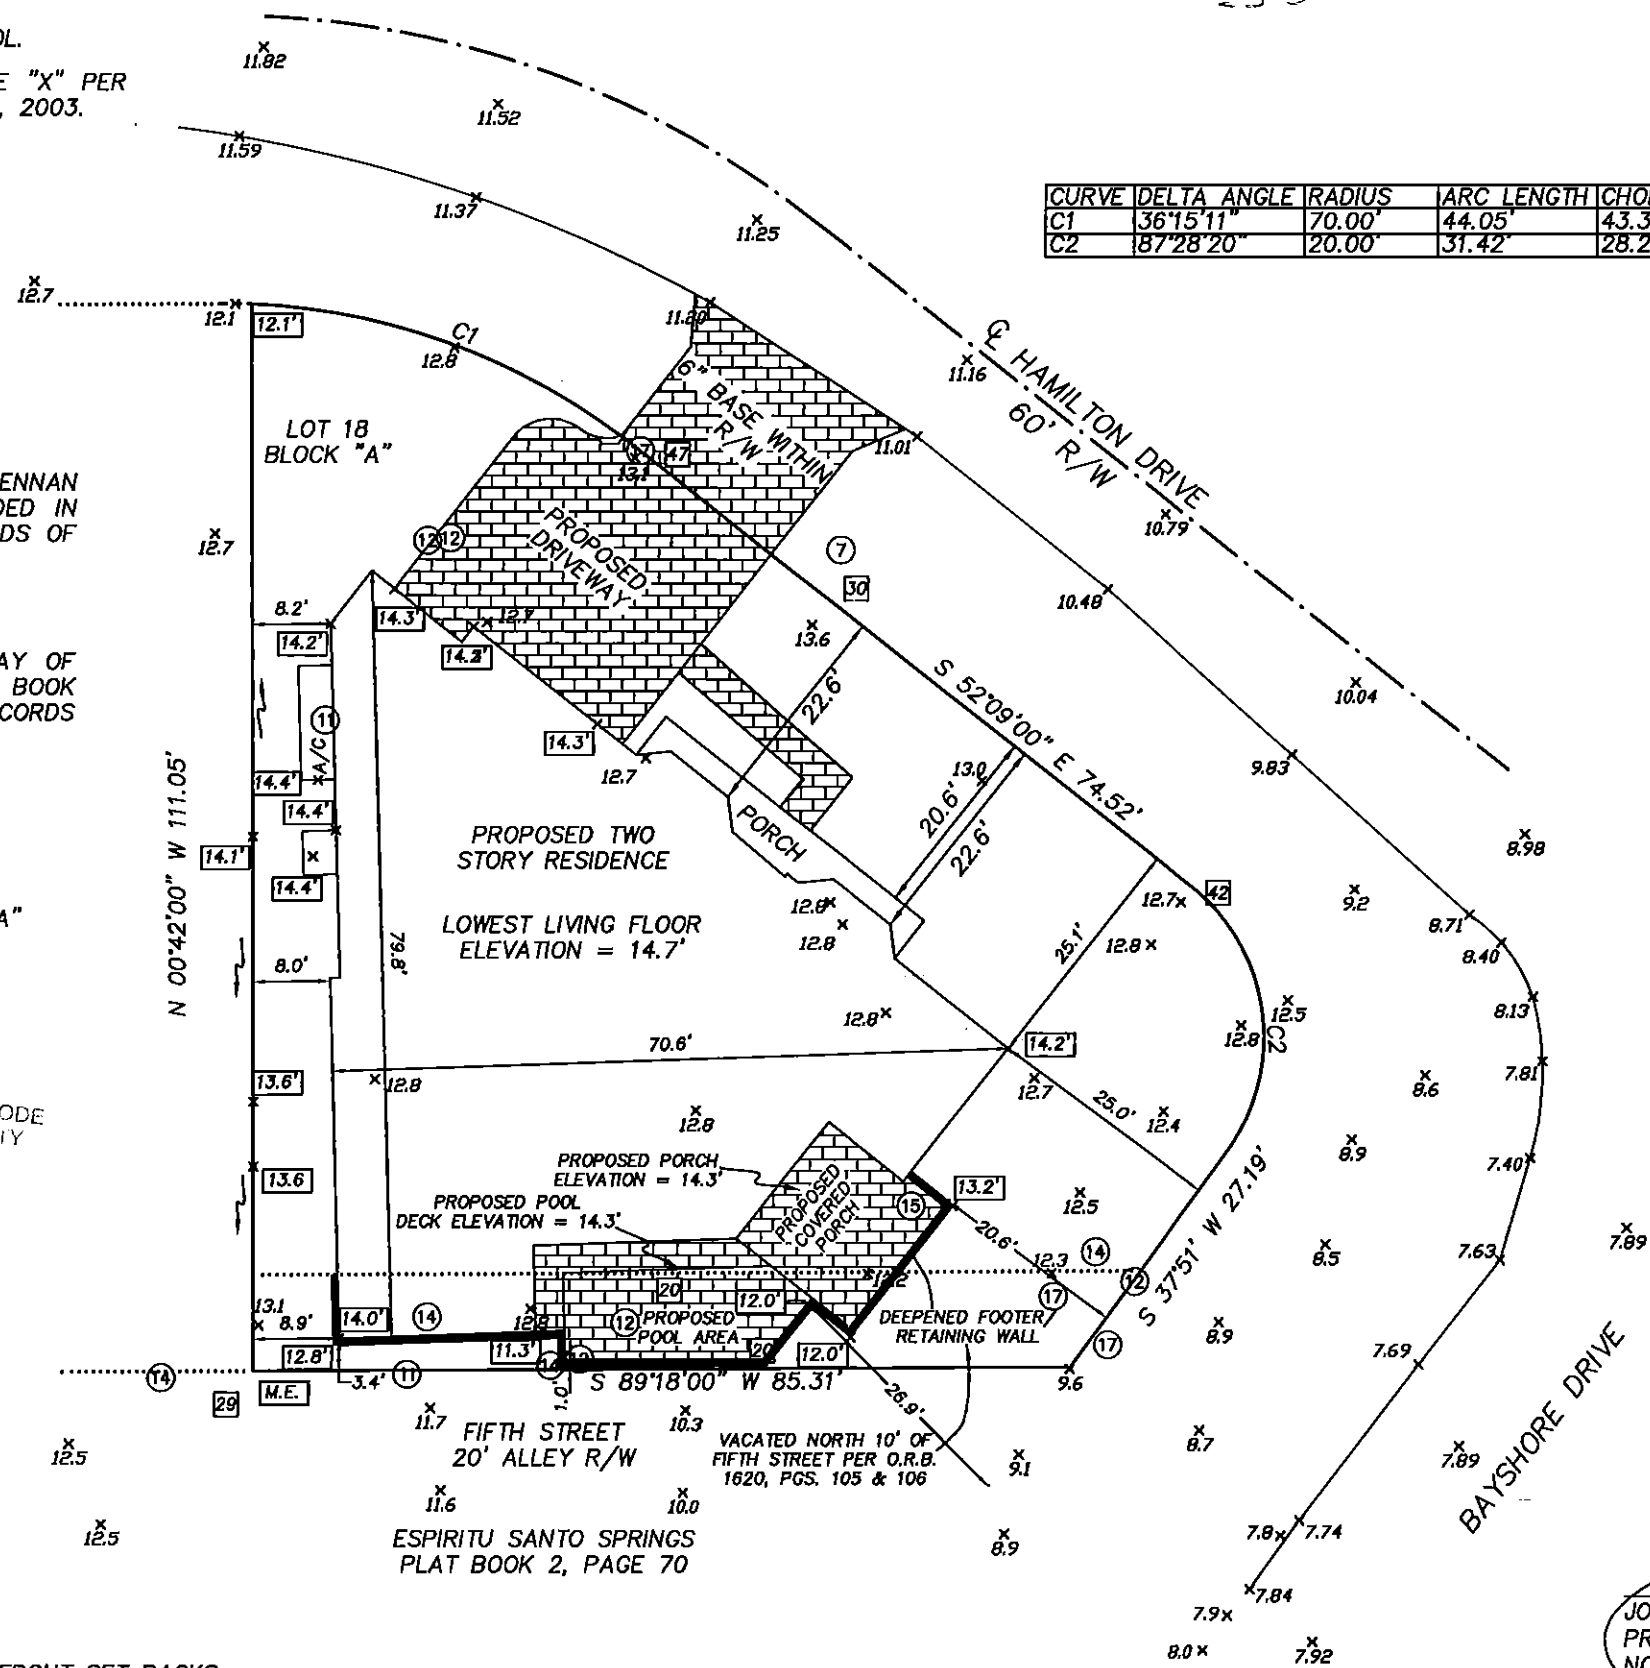 OL.
E "X" PER
, 2003.
11.82
11.52
11.59
11.37
11.25
CURVE DELTA ANGLE RADIUS ARC LENGTH
C1 36°15'11" 70.00' 44.05' 43.3
C2 87°28'20" 20.00' 31.42' 28.2
12.7
12.1
12.1'
C1
12.8
11.20
6" BASE WITHIN
R/W
11.01
11.16
℄ HAMILTON DRIVE
60' R/W
10.79
LOT 18
BLOCK "A"
47
13.1
ENNAN
DED IN
DS OF
12.7
12
12
PROPOSED
DRIVEWAY
7
30
10.48
8.2'
14.3'
12.7
14.2'
13.6
22.6'
S 52°09'00" E 74.52'
10.04
AY OF
BOOK
CORDS
11
A/C
14.3'
12.7
13.0
20.6'
22.6'
9.83
14.4'
14.4'
N 00°42'00" W 111.05'
14.1'
14.4'
PROPOSED TWO
STORY RESIDENCE
PORCH
8.98
A"
LOWEST LIVING FLOOR
ELEVATION = 14.7'
79.8'
12.8
12.8
12.7
42
9.2
8.71
8.40
8.0'
25.1'
12.8
12.8
12.5
12.8
C2
8.13
70.6'
14.2'
13.6'
12.8
12.7
25.0'
12.4
8.6
7.81
ODE
TY
12.8
8.9
7.40
PROPOSED PORCH
ELEVATION = 14.3'
PROPOSED POOL
DECK ELEVATION = 14.3'
PROPOSED
COVERED
PORCH
13.6
15
13.2'
12.5
S 37°51' W 27.19'
20.6'
12.3
14
12
8.5
7.63
7.89
20
12.0'
17
13.1
8.9'
14.0'
14
12
PROPOSED
POOL AREA
DEEPENED FOOTER
RETAINING WALL
17
8.9
12.8'
11.3'
20
12.0'
7.69
14
3.4'
11
S 89°18'00" W 85.31'
9.6
29
M.E.
1.0'
26.9'
11.7
10.3
FIFTH STREET
20' ALLEY R/W
VACATED NORTH 10' OF
FIFTH STREET PER O.R.B.
1620, PGS. 105 & 106
12.5
9.1
8.7
7.89
BAYSHORE DRIVE
11.6
10.0
12.5
ESPIRITU SANTO SPRINGS
PLAT BOOK 2, PAGE 70
8.9
7.8
7.74
7.84
7.9
8.0
7.92
JO
PR